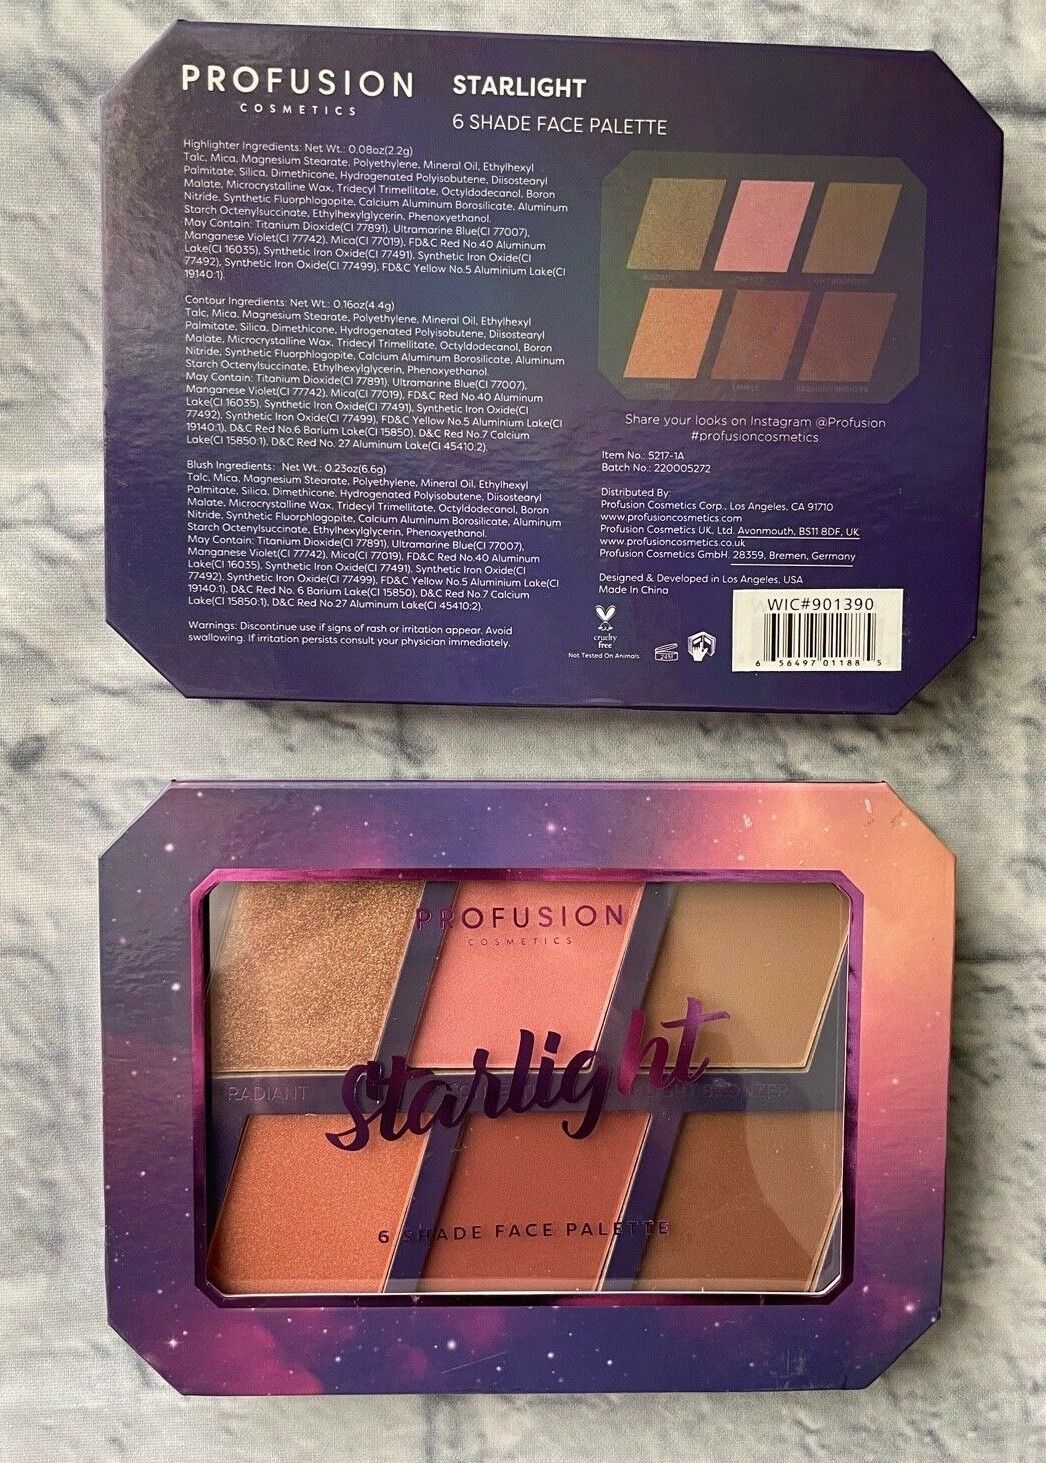 PROFUSION
COSMETICS
STARLIGHT
6 SHADE FACE PALETTE
Highlighter Ingredients: Net Wt.: 0.08oz(2.2g)
Talc, Mica, Magnesium Stearate, Polyethylene, Mineral Oil, Ethylhexyl
Palmitate, Silica, Dimethicone, Hydrogenated Polyisobutene, Diisostearyl
Malate, Microcrystalline Wax, Tridecyl Trimellitate, Octyldodecanol, Boron
Nitride, Synthetic Fluorphlogopite, Calcium Aluminum Borosilicate, Aluminum
Starch Octenylsuccinate, Ethylhexylglycerin, Phenoxyethanol.
May Contain: Titanium Dioxide(CI 77891), Ultramarine Blue(CI 77007),
Manganese Violet(CI 77742), Mica(CI 77019), FD&C Red No.40 Aluminum
Lake(CI 16035), Synthetic Iron Oxide(CI 77491), Synthetic Iron Oxide(CI
77492), Synthetic Iron Oxide(CI 77499), FD&C Yellow No.5 Aluminium Lake(CI
19140:1).
Contour Ingredients: Net Wt.: 0.16oz(4.4g)
Talc, Mica, Magnesium Stearate, Polyethylene, Mineral Oil, Ethylhexyl
Palmitate, Silica, Dimethicone, Hydrogenated Polyisobutene, Diisostearyl
Malate, Microcrystalline Wax, Tridecyl Trimellitate, Octyldodecanol, Boron
Nitride, Synthetic Fluorphlogopite, Calcium Aluminum Borosilicate, Aluminum
Starch Octenylsuccinate, Ethylhexylglycerin, Phenoxyethanol.
May Contain: Titanium Dioxide(CI 77891), Ultramarine Blue(CI 77007),
Manganese Violet(CI 77742), Mica(CI 77019), FD&C Red No.40 Aluminum
Lake(CI 16035), Synthetic Iron Oxide(CI 77491), Synthetic Iron Oxide(CI
77492), Synthetic Iron Oxide(CI 77499), FD&C Yellow No.5 Aluminium Lake(CI
19140:1), D&C Red No.6 Barium Lake(CI 15850), D&C Red No.7 Calcium
Lake(CI 15850:1), D&C Red No. 27 Aluminum Lake(CI 45410:2).
Blush Ingredients: Net Wt.: 0.23oz(6.6g)
Talc, Mica, Magnesium Stearate, Polyethylene, Mineral Oil, Ethylhexyl
Palmitate, Silica, Dimethicone, Hydrogenated Polyisobutene, Diisostearyl
Malate, Microcrystalline Wax, Tridecyl Trimellitate, Octyldodecanol, Boron
Nitride, Synthetic Fluorphlogopite, Calcium Aluminum Borosilicate, Aluminum
Starch Octenylsuccinate, Ethylhexylglycerin, Phenoxyethanol.
May Contain: Titanium Dioxide(CI 77891), Ultramarine Blue(CI 77007),
Manganese Violet(CI 77742), Mica(CI 77019), FD&C Red No.40 Aluminum
Lake(CI 16035), Synthetic Iron Oxide(CI 77491), Synthetic Iron Oxide(CI
77492), Synthetic Iron Oxide(CI 77499), FD&C Yellow No.5 Aluminium Lake(CI
19140:1), D&C Red No. 6 Barium Lake(CI 15850), D&C Red No.7 Calcium
Lake(CI 15850:1), D&C Red No.27 Aluminum Lake(CI 45410:2).
Warnings: Discontinue use if signs of rash or irritation appear. Avoid
swallowing. If irritation persists consult your physician immediately.
Share your looks on Instagram @Profusion
#profusioncosmetics
Item No.: 5217-1A
Batch No.: 220005272
Distributed By:
Profusion Cosmetics Corp., Los Angeles, CA 91710
www.profusioncosmetics.com
Profusion Cosmetics UK, Ltd. Avonmouth, BS11 8DF, UK
www.profusioncosmetics.co.uk
Profusion Cosmetics GmbH. 28359, Bremen, Germany
Designed & Developed in Los Angeles, USA
Made In China
cruelty
free
Not Tested On Animals
24M
WIC#901390
6 56497 01188 5
PROFUSION
COSMETICS
Starlight
RADIANT
BRONZER
6 SHADE FACE PALETTE